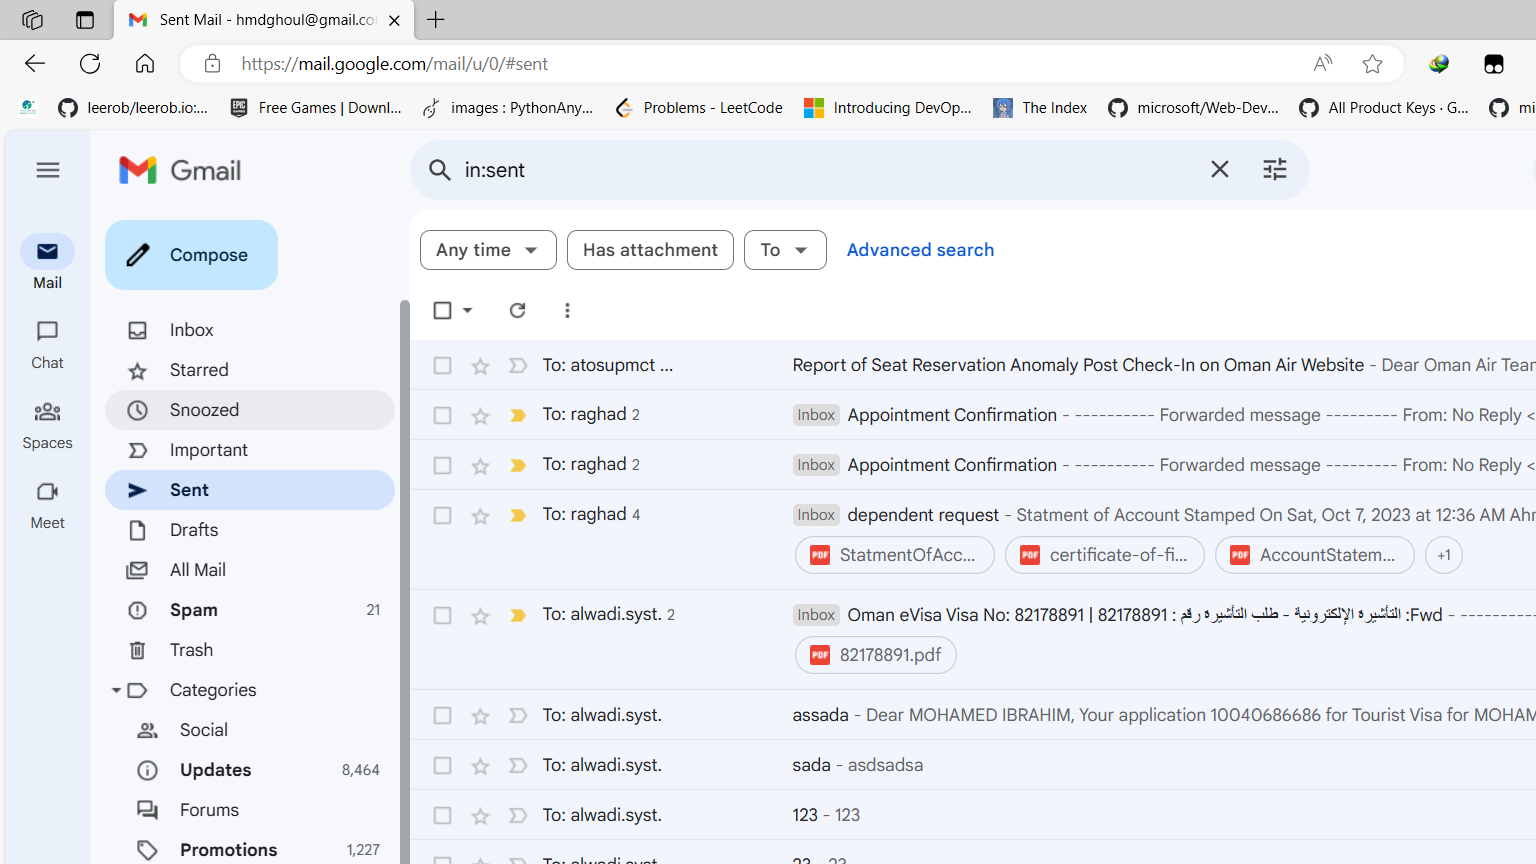 Sent Mail - hmdghoul@gmail.co
https://mail.google.com/mail/u/0/#sent
leerob/leerob.io:...
Free Games | Downl...
images : PythonAny...
Problems - LeetCode
Introducing DevOp...
The Index
microsoft/Web-Dev...
All Product Keys · G...
mi
Gmail
in:sent
Compose
Any time
Has attachment
To
Advanced search
Mail
Chat
Spaces
Meet
Inbox
Starred
Snoozed
Important
Sent
Drafts
All Mail
Spam 21
Trash
Categories
Social
Updates 8,464
Forums
Promotions 1,227
To: atosupmct ... Report of Seat Reservation Anomaly Post Check-In on Oman Air Website - Dear Oman Air Team
To: raghad 2 Inbox Appointment Confirmation - ---------- Forwarded message --------- From: No Reply <
To: raghad 2 Inbox Appointment Confirmation - ---------- Forwarded message --------- From: No Reply <
To: raghad 4 Inbox dependent request - Statment of Account Stamped On Sat, Oct 7, 2023 at 12:36 AM Ahm
PDF StatmentOfAcc... PDF certificate-of-fi... PDF AccountStatem... +1
To: alwadi.syst. 2 Inbox Fwd: التأشيرة الإلكترونية - طلب التأشيرة رقم : 82178891 | Oman eVisa Visa No: 82178891 - ----------
PDF 82178891.pdf
To: alwadi.syst. assada - Dear MOHAMED IBRAHIM, Your application 10040686686 for Tourist Visa for MOHAM
To: alwadi.syst. sada - asdsadsa
To: alwadi.syst. 123 - 123
To: alwadi.syst. 23 - 23